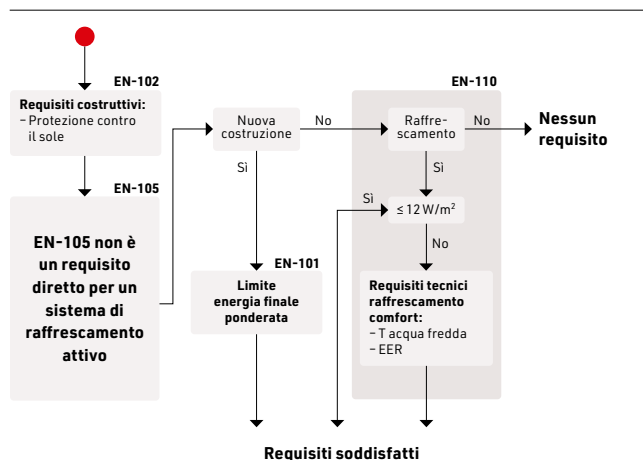 EN-102
Requisiti costruttivi:
– Protezione contro
il sole
EN-105
EN-105 non è
un requisito
diretto per un
sistema di
raffrescamento
attivo
Nuova
costruzione
No
Sì
EN-101
Limite
energia finale
ponderata
EN-110
Raffre-
scamento
No
Nessun
requisito
Sì
Sì
≤ 12 W/m²
No
Requisiti tecnici
raffrescamento
comfort:
– T acqua fredda
– EER
Requisiti soddisfatti